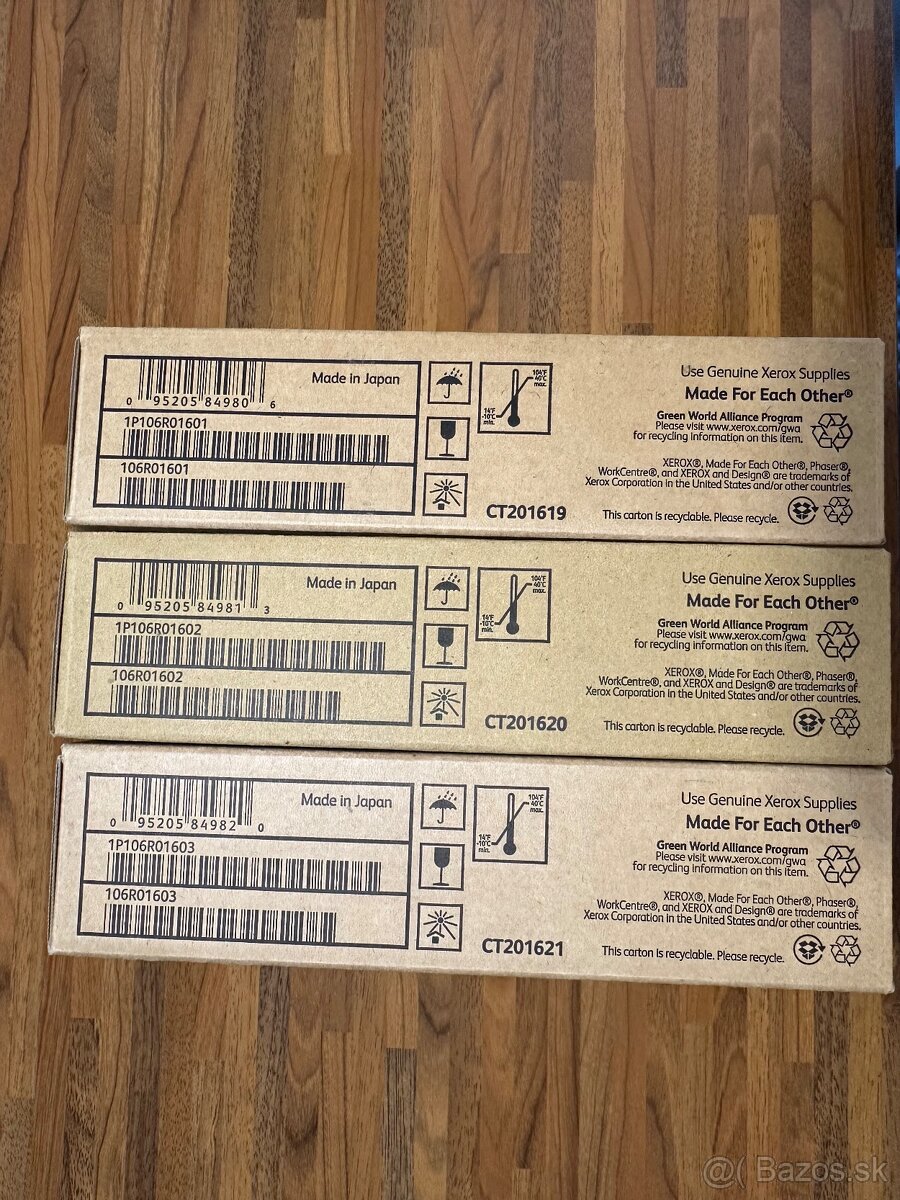 0 95205 84980 6
Made in Japan
1P106R01601
106R01601
104°F
40°C
max.
14°F
-10°C
min.
CT201619
Use Genuine Xerox Supplies
Made For Each Other®
Green World Alliance Program
Please visit www.xerox.com/gwa
for recycling information on this item.
XEROX®, Made For Each Other®, Phaser®,
WorkCentre®, and XEROX and Design® are trademarks of
Xerox Corporation in the United States and/or other countries.
This carton is recyclable. Please recycle.
0 95205 84981 3
Made in Japan
1P106R01602
106R01602
104°F
40°C
max.
14°F
-10°C
min.
CT201620
Use Genuine Xerox Supplies
Made For Each Other®
Green World Alliance Program
Please visit www.xerox.com/gwa
for recycling information on this item.
XEROX®, Made For Each Other®, Phaser®,
WorkCentre®, and XEROX and Design® are trademarks of
Xerox Corporation in the United States and/or other countries.
This carton is recyclable. Please recycle.
0 95205 84982 0
Made in Japan
1P106R01603
106R01603
104°F
40°C
max.
14°F
-10°C
min.
CT201621
Use Genuine Xerox Supplies
Made For Each Other®
Green World Alliance Program
Please visit www.xerox.com/gwa
for recycling information on this item.
XEROX®, Made For Each Other®, Phaser®,
WorkCentre®, and XEROX and Design® are trademarks of
Xerox Corporation in the United States and/or other countries.
This carton is recyclable. Please recycle.
@( Bazos.sk